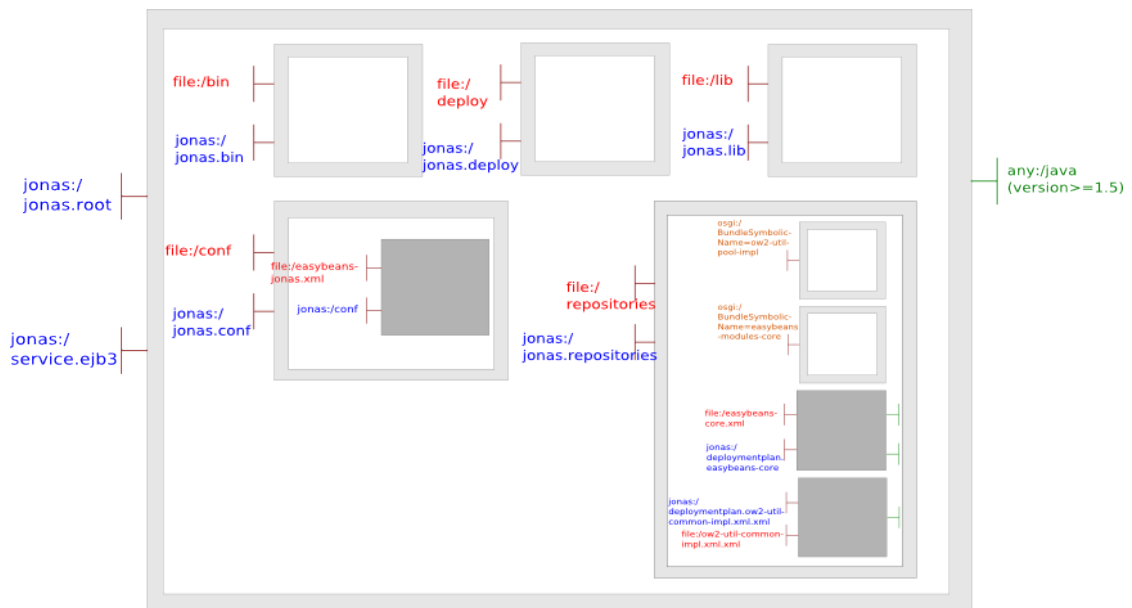 file:/bin
jonas:/
jonas.bin
file:/
deploy
jonas:/
jonas.deploy
file:/lib
jonas:/
jonas.lib
jonas:/
jonas.root
any:/java
(version>=1.5)
file:/conf
jonas:/
jonas.conf
file:/easybeans-
jonas.xml
jonas:/conf
jonas:/
service.ejb3
file:/
repositories
jonas:/
jonas.repositories
osgi:/
BundleSymbolic-
Name=ow2-util-
pool-impl
osgi:/
BundleSymbolic-
Name=easybeans
-modules-core
file:/easybeans-
core.xml
jonas:/
deploymentplan.
easybeans-core
jonas:/
deploymentplan.ow2-util-
common-impl.xml.xml
file:/ow2-util-common-
impl.xml.xml